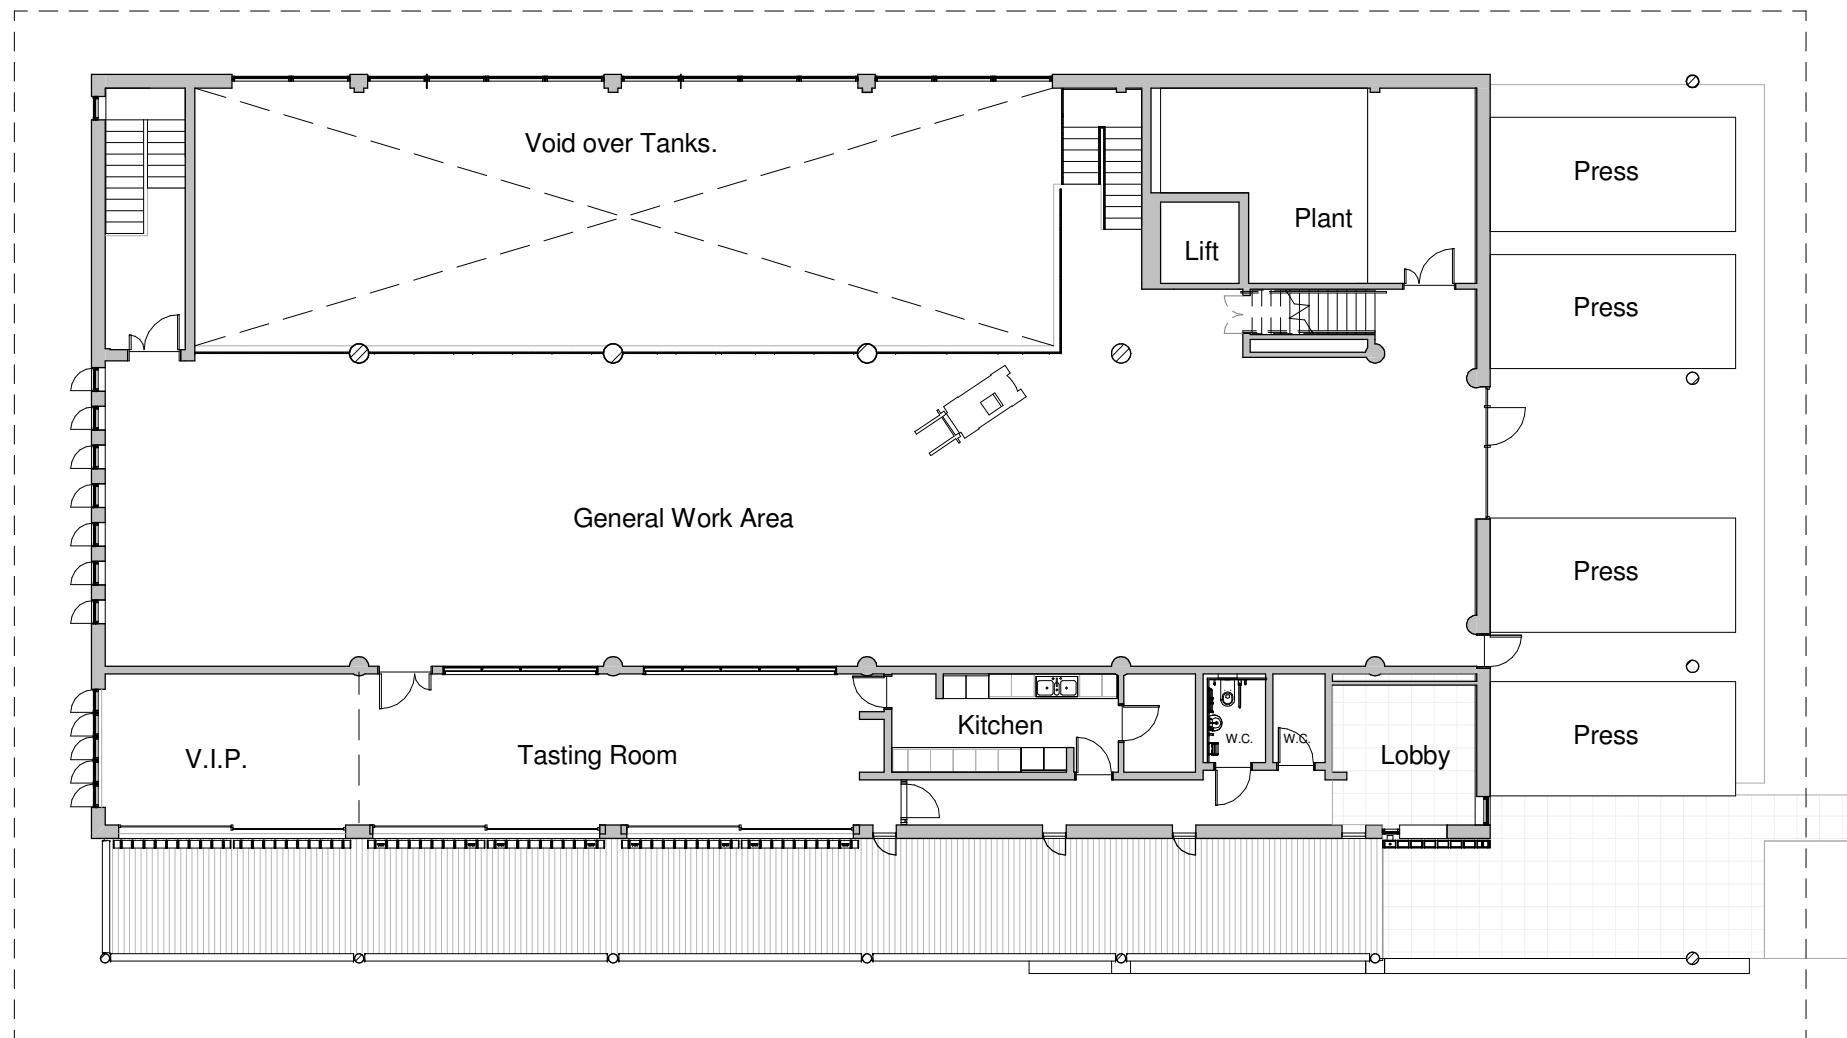 Void over Tanks.
Press
Plant
Lift
Press
General Work Area
Press
Kitchen
V.I.P.
Tasting Room
W.C.
W.C.
Lobby
Press